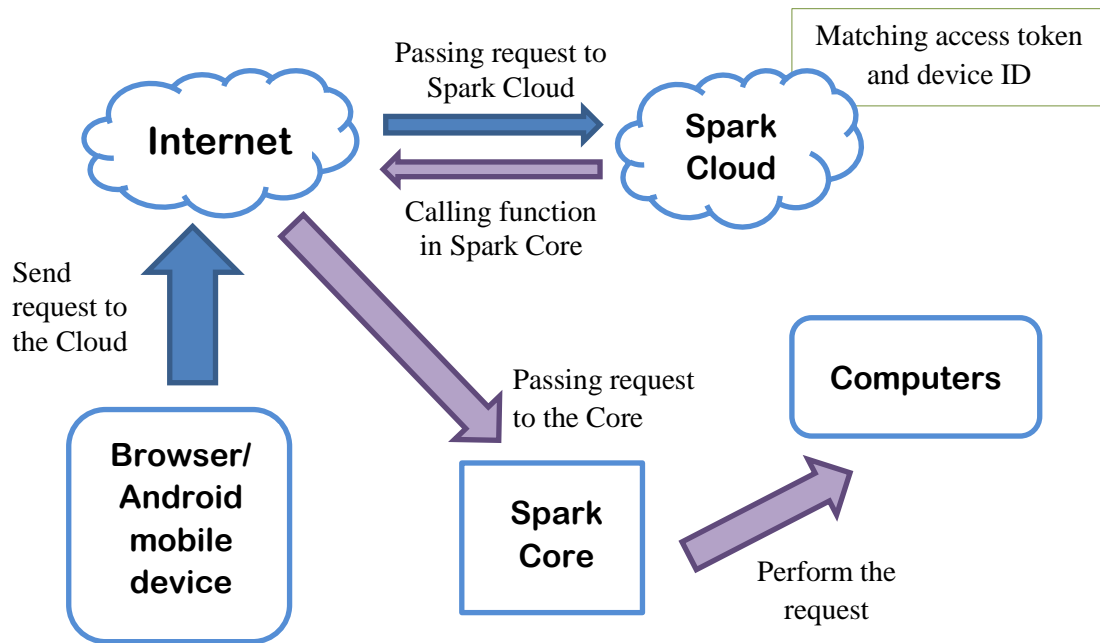 Matching access token
and device ID
Passing request to
Spark Cloud
Internet
Spark
Cloud
Calling function
in Spark Core
Send
request to
the Cloud
Passing request
to the Core
Computers
Browser/
Android
mobile
device
Spark
Core
Perform the
request